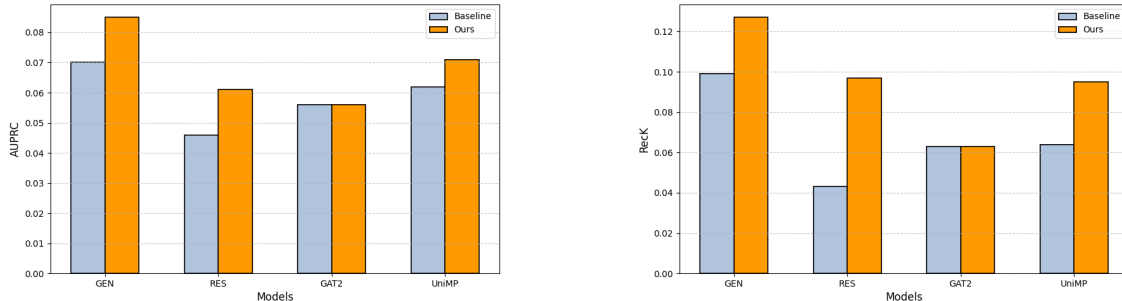 AUPRC
0.08
0.07
0.06
0.05
0.04
0.03
0.02
0.01
0.00
Baseline
Ours
GEN RES GAT2 UniMP
Models
RecK
0.12
0.10
0.08
0.06
0.04
0.02
0.00
Baseline
Ours
GEN RES GAT2 UniMP
Models